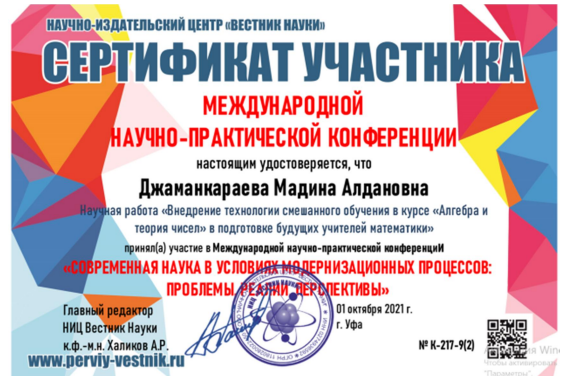 НАУЧНО-ИЗДАТЕЛЬСКИЙ ЦЕНТР «ВЕСТНИК НАУКИ»
СЕРТИФИКАТ УЧАСТНИКА
МЕЖДУНАРОДНОЙ
НАУЧНО-ПРАКТИЧЕСКОЙ КОНФЕРЕНЦИИ
настоящим удостоверяется, что
Джаманкараева Мадина Алдановна
Научная работа «Внедрение технологии смешанного обучения в курсе «Алгебра и
теория чисел» в подготовке будущих учителей математики»
принял(а) участие в Международной научно-практической конференциИ
«СОВРЕМЕННАЯ НАУКА В УСЛОВИЯХ МОДЕРНИЗАЦИОННЫХ ПРОЦЕССОВ:
ПРОБЛЕМЫ, РЕАЛИИ, ПЕРСПЕКТИВЫ»
Главный редактор
НИЦ Вестник Науки
к.ф.-м.н. Халиков А.Р.
www.perviy-vestnik.ru
01 октября 2021 г.
г. Уфа
№ К-217-9(2)